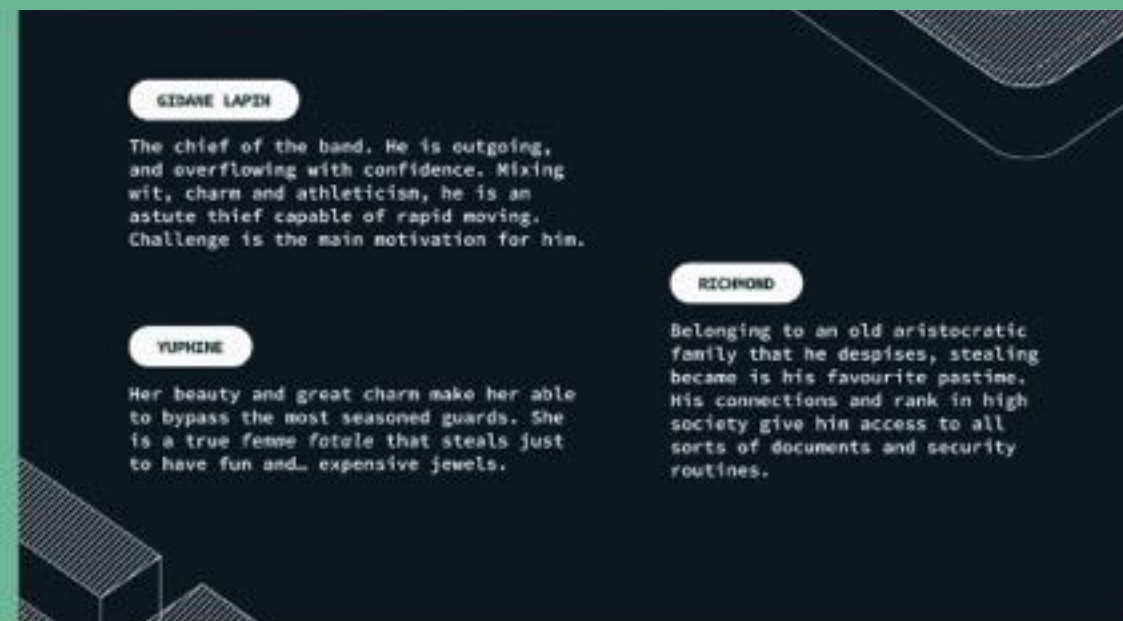 GIDANE LAPIN
The chief of the band. He is outgoing,
and overflowing with confidence. Mixing
wit, charm and athleticism, he is an
astute thief capable of rapid moving.
Challenge is the main motivation for him.
YUPHINE
Her beauty and great charm make her able
to bypass the most seasoned guards. She
is a true femme fatale that steals just
to have fun and… expensive jewels.
RICHMOND
Belonging to an old aristocratic
family that he despises, stealing
became is his favourite pastime.
His connections and rank in high
society give him access to all
sorts of documents and security
routines.